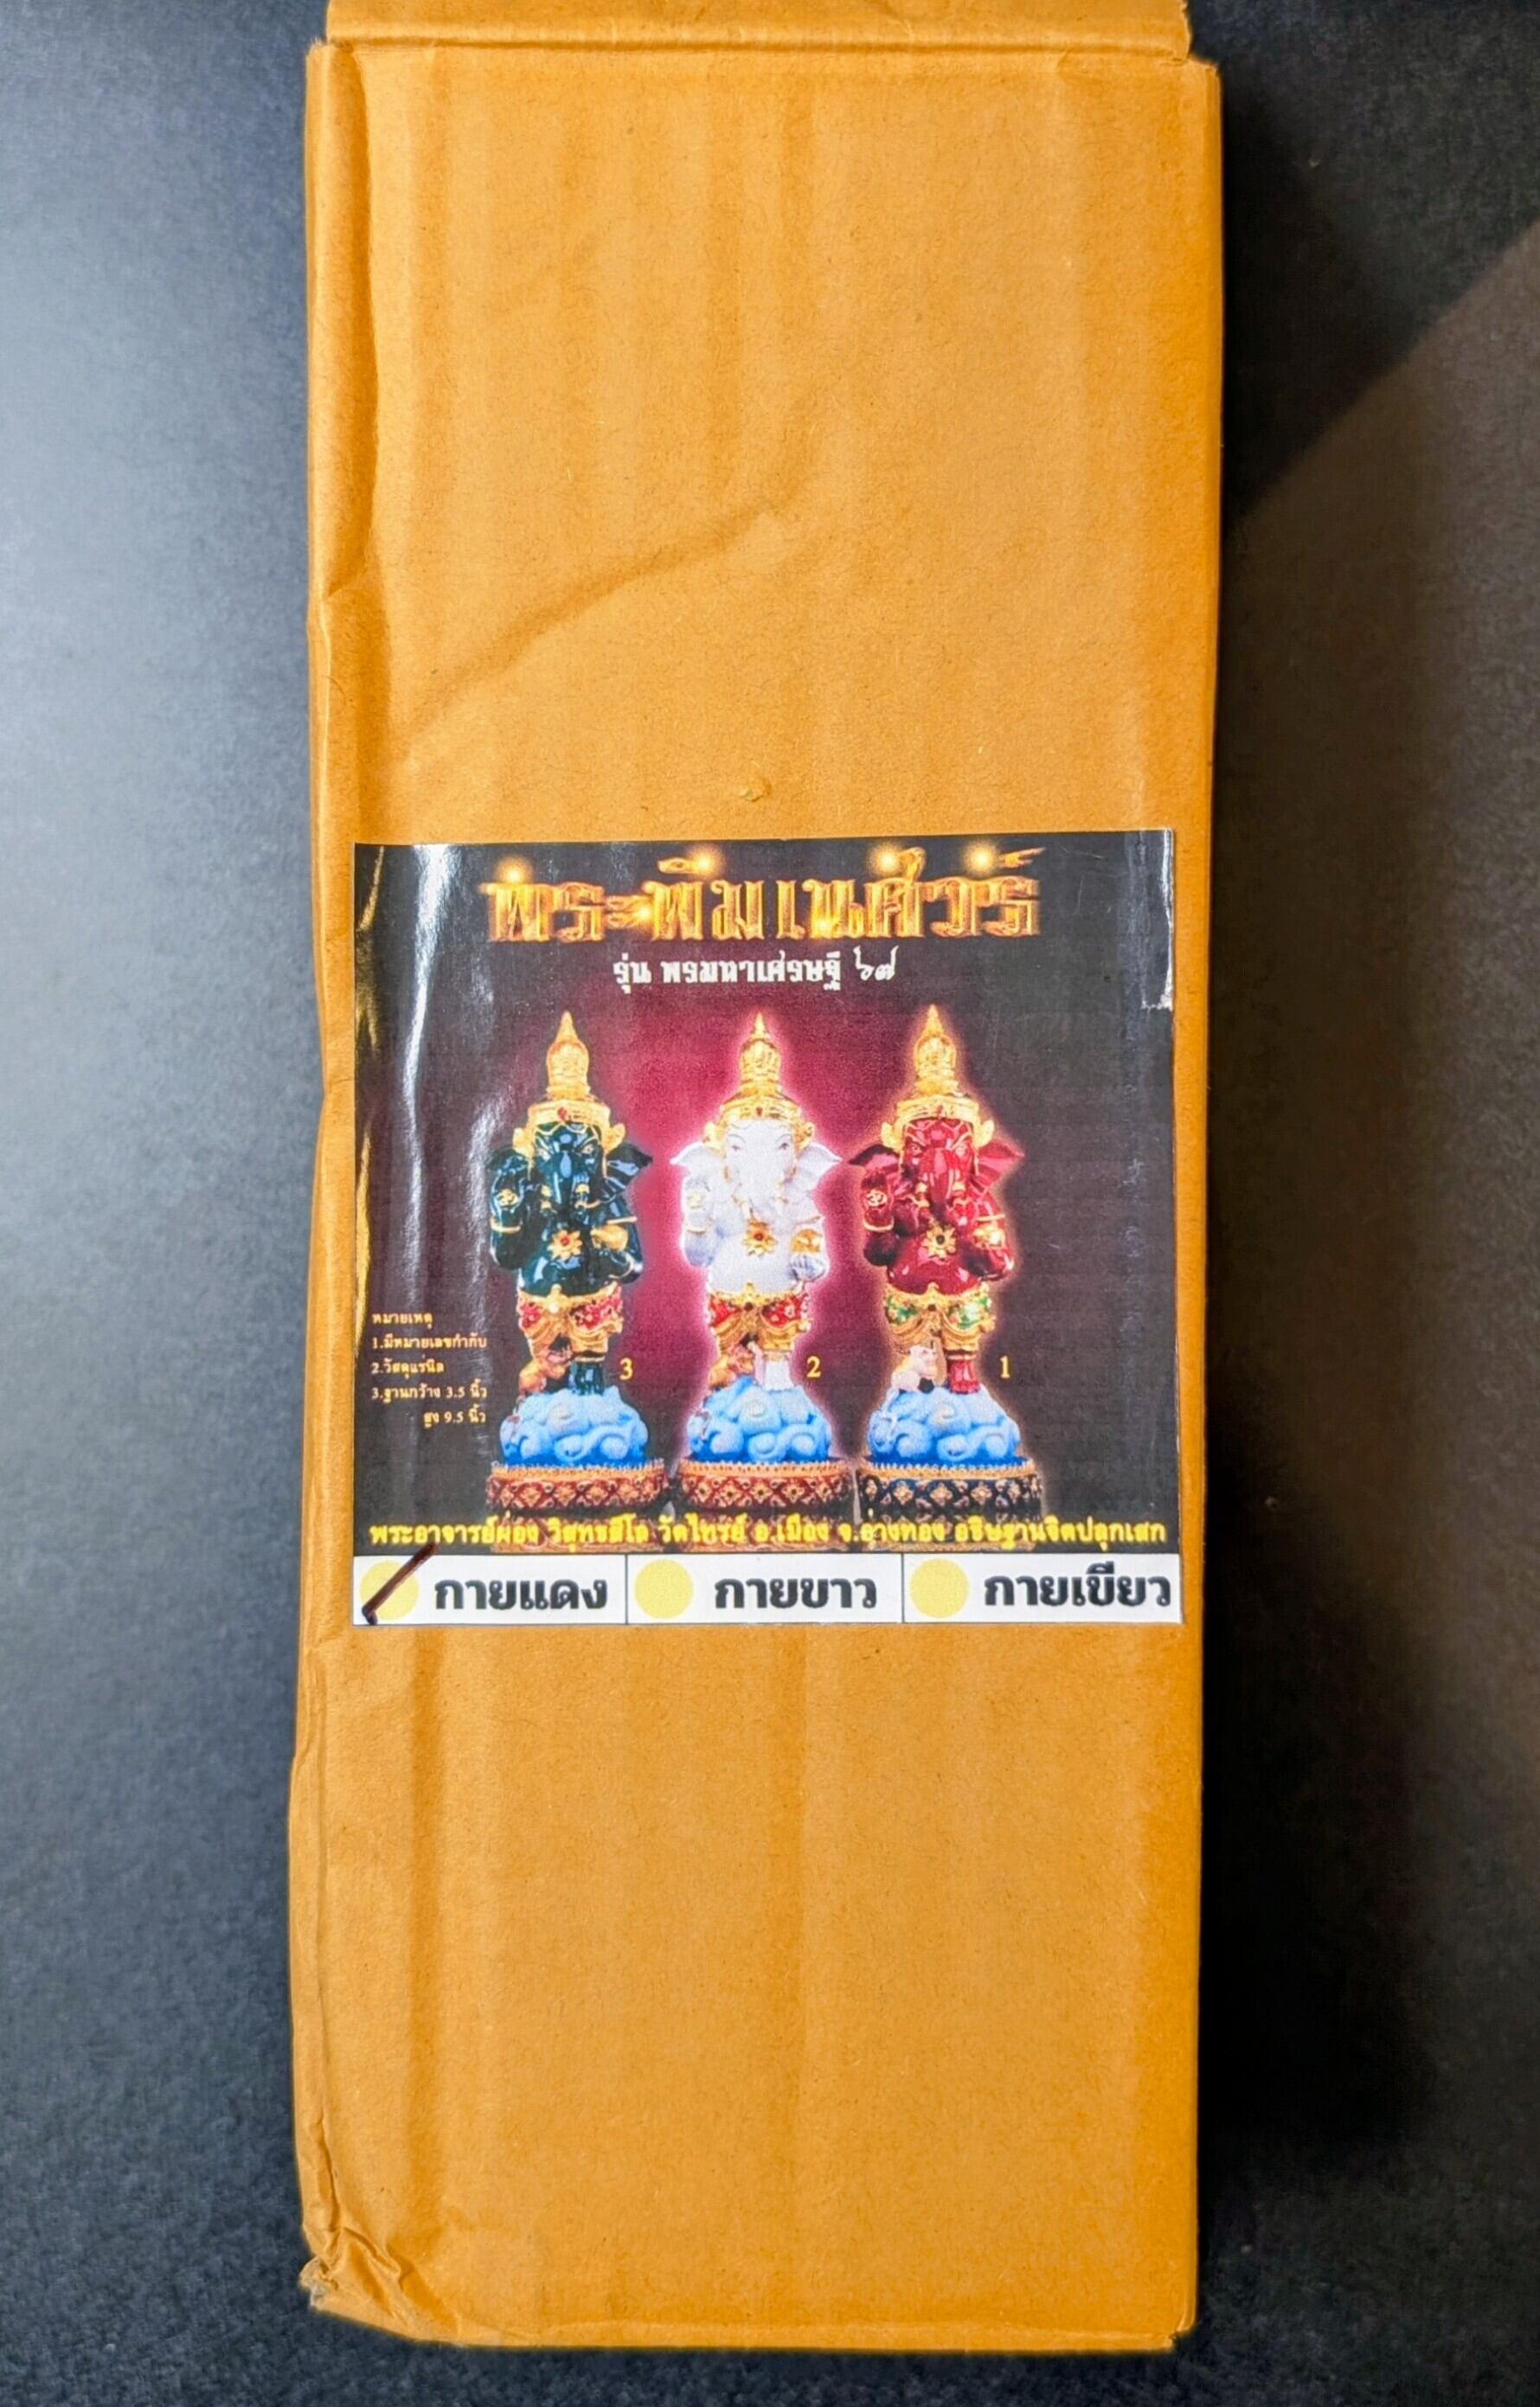 พระพิฆเนศวร์
รุ่น พรมหาเศรษฐี ๖๗
หมายเหตุ
1.มีหมายเลขกำกับ
2.วัสดุแร่นิล
3.ฐานกว้าง 3.5 นิ้ว
สูง 9.5 นิ้ว
3
2
1
พระอาจารย์ผ่อง วิสุทธสีโล วัดไทรย์ อ.เมือง จ.อ่างทอง อธิษฐานจิตปลุกเสก
กายแดง กายขาว กายเขียว